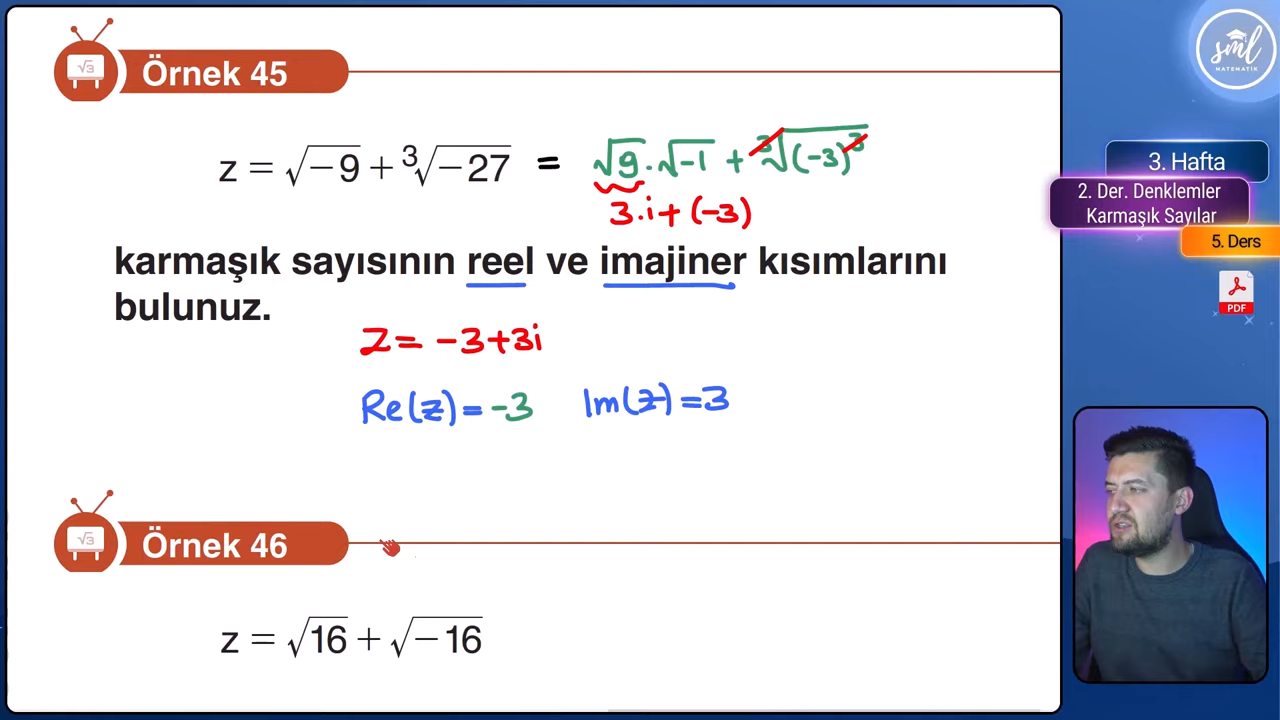 Örnek 45
z = √-9 + ∛-27 = √9 . √-1 + ∛(-3)³
3.i + (-3)
karmaşık sayısının reel ve imajiner kısımlarını
bulunuz.
z = -3+3i
Re(z) = -3 Im(z) = 3
Örnek 46
z = √16 + √-16
sml
MATEMATİK
3. Hafta
2. Der. Denklemler
Karmaşık Sayılar
5. Ders
PDF
√3
√3